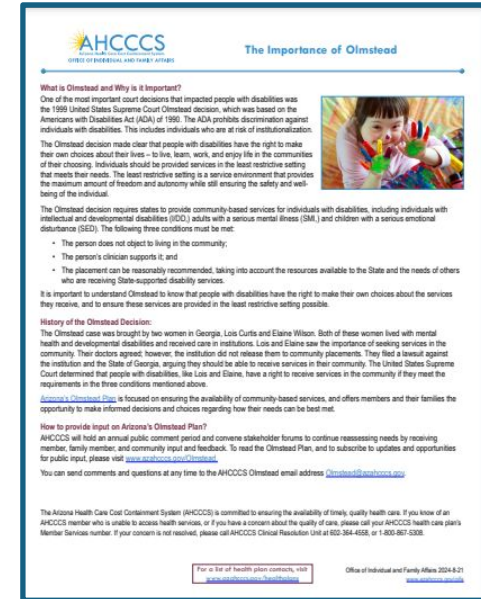 AHCCCS
Arizona Health Care Cost Containment System
OFFICE OF INDIVIDUAL AND FAMILY AFFAIRS
The Importance of Olmstead
What is Olmstead and Why is it Important?
One of the most important court decisions that impacted people with disabilities was
the 1999 United States Supreme Court Olmstead decision, which was based on the
Americans with Disabilities Act (ADA) of 1990. The ADA prohibits discrimination against
individuals with disabilities. This includes individuals who are at risk of institutionalization.
The Olmstead decision made clear that people with disabilities have the right to make
their own choices about their lives – to live, learn, work, and enjoy life in the communities
of their choosing. Individuals should be provided services in the least restrictive setting
that meets their needs. The least restrictive setting is a service environment that provides
the maximum amount of freedom and autonomy while still ensuring the safety and well-
being of the individual.
The Olmstead decision requires states to provide community-based services for individuals with disabilities, including individuals with
intellectual and developmental disabilities (I/DD,) adults with a serious mental illness (SMI,) and children with a serious emotional
disturbance (SED). The following three conditions must be met:
• The person does not object to living in the community;
• The person's clinician supports it; and
• The placement can be reasonably recommended, taking into account the resources available to the State and the needs of others
who are receiving State-supported disability services.
It is important to understand Olmstead to know that people with disabilities have the right to make their own choices about the services
they receive, and to ensure these services are provided in the least restrictive setting possible.
History of the Olmstead Decision:
The Olmstead case was brought by two women in Georgia, Lois Curtis and Elaine Wilson. Both of these women lived with mental
health and developmental disabilities and received care in institutions. Lois and Elaine saw the importance of seeking services in the
community. Their doctors agreed; however, the institution did not release them to community placements. They filed a lawsuit against
the institution and the State of Georgia, arguing they should be able to receive services in their community. The United States Supreme
Court determined that people with disabilities, like Lois and Elaine, have a right to receive services in the community if they meet the
requirements in the three conditions mentioned above.
Arizona's Olmstead Plan is focused on ensuring the availability of community-based services, and offers members and their families the
opportunity to make informed decisions and choices regarding how their needs can be best met.
How to provide input on Arizona's Olmstead Plan?
AHCCCS will hold an annual public comment period and convene stakeholder forums to continue reassessing needs by receiving
member, family member, and community input and feedback. To read the Olmstead Plan, and to subscribe to updates and opportunities
for public input, please visit www.azahcccs.gov/Olmstead.
You can send comments and questions at any time to the AHCCCS Olmstead email address Olmstead@azahcccs.gov.
The Arizona Health Care Cost Containment System (AHCCCS) is committed to ensuring the availability of timely, quality health care. If you know of an
AHCCCS member who is unable to access health services, or if you have a concern about the quality of care, please call your AHCCCS health care plan's
Member Services number. If your concern is not resolved, please call AHCCCS Clinical Resolution Unit at 602-364-4558, or 1-800-867-5308.
For a list of health plan contacts, visit
www.azahcccs.gov/healthplans
Office of Individual and Family Affairs 2024-8-21
www.azahcccs.gov/oifa